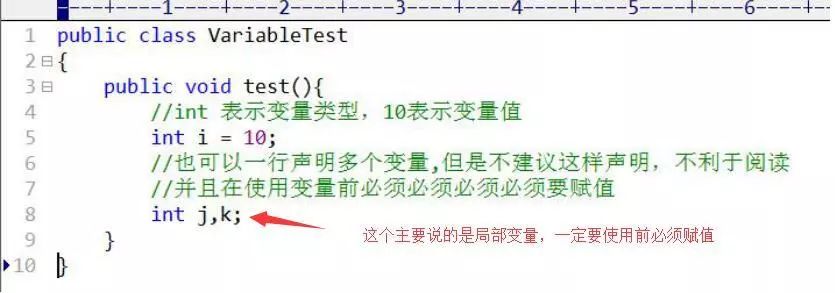 ----+----1----+----2----+----3----+----4----+----5----+----6----+
1 public class VariableTest
2 {
3 public void test(){
4 //int 表示变量类型，10表示变量值
5 int i = 10;
6 //也可以一行声明多个变量,但是不建议这样声明，不利于阅读
7 //并且在使用变量前必须必须必须必须要赋值
8 int j,k;
这个主要说的是局部变量，一定要使用前必须赋值
9 }
10 }